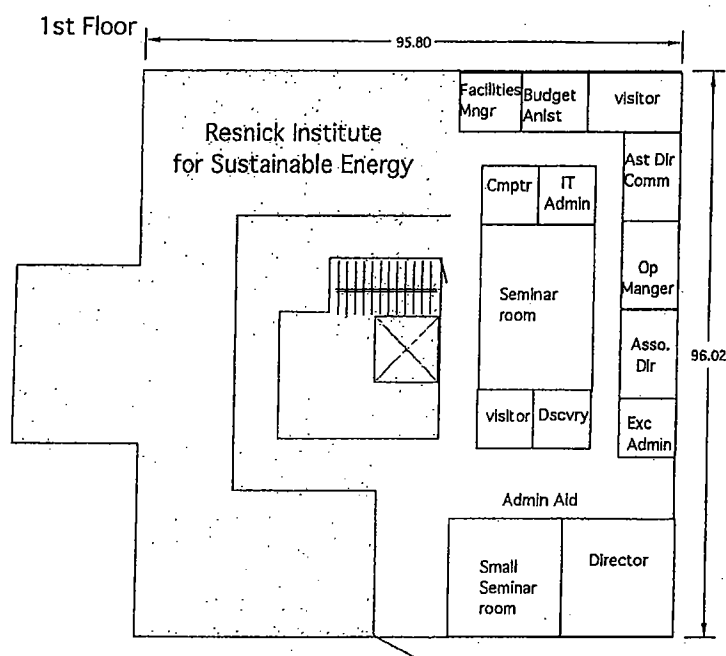 1st Floor
95.80
Facilities
Mngr
Budget
Anlst
visitor
Resnick Institute
for Sustainable Energy
Ast Dir
Comm
Cmptr
IT
Admin
Op
Manger
Seminar
room
Asso.
Dir
96.02
visitor
Dscvry
Exc
Admin
Admin Aid
Small
Seminar
room
Director